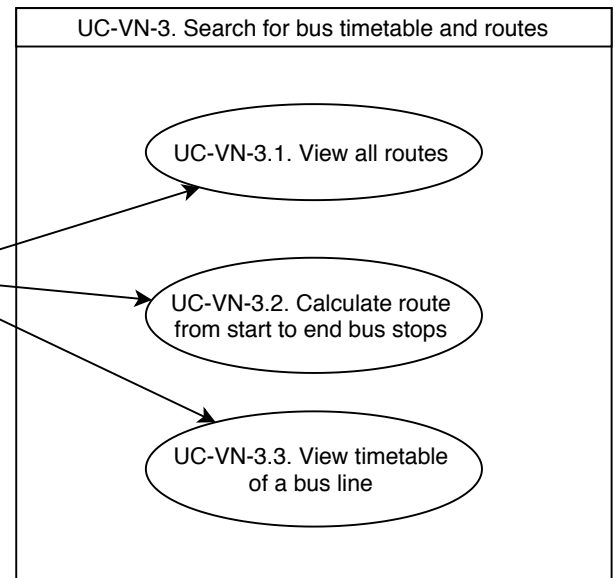 UC-VN-3. Search for bus timetable and routes
UC-VN-3.1. View all routes
UC-VN-3.2. Calculate route
from start to end bus stops
UC-VN-3.3. View timetable
of a bus line